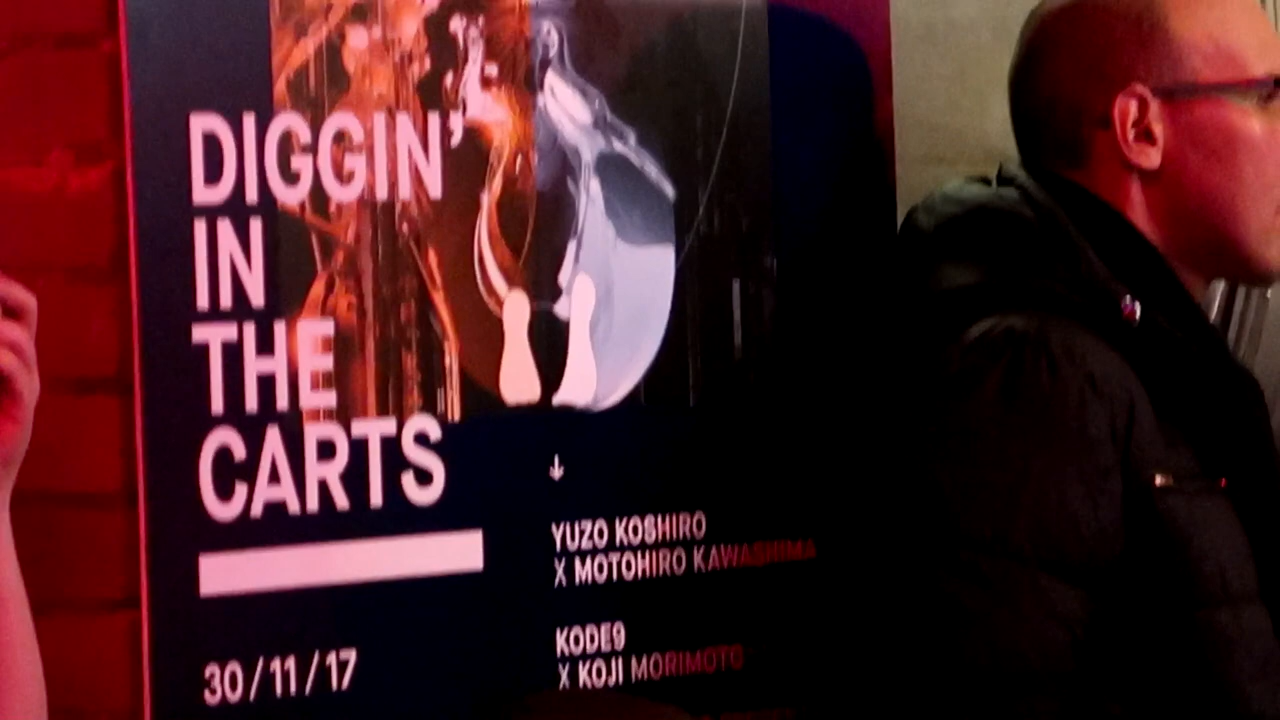 DIGGIN'
IN
THE
CARTS
30/11/17
↓
YUZO KOSHIRO
X MOTOHIRO KAWASHIMA
KODE9
X KOJI MORIMOTO